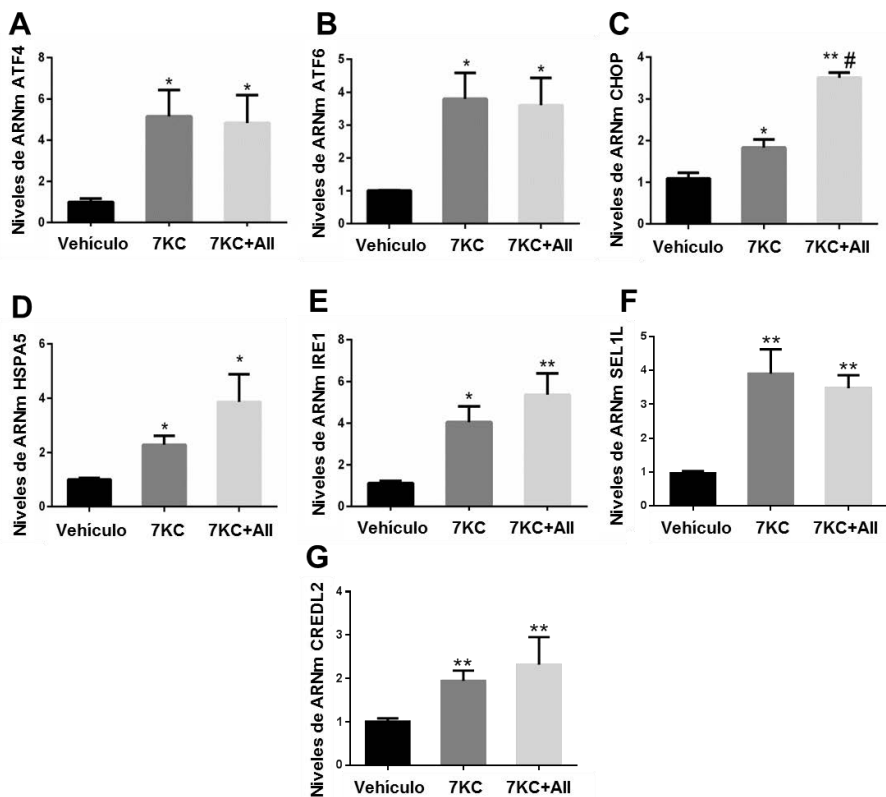 A
Niveles de ARNm ATF4
8
6
4
2
0
*
*
Vehículo 7KC 7KC+AII
B
Niveles de ARNm ATF6
5
4
3
2
1
0
*
*
Vehículo 7KC 7KC+AII
C
Niveles de ARNm CHOP
4
3
2
1
0
*
** #
Vehículo 7KC 7KC+AII
D
Niveles de ARNm HSPA5
6
4
2
0
*
*
Vehículo 7KC 7KC+AII
E
Niveles de ARNm IRE1
8
6
4
2
0
*
**
Vehículo 7KC 7KC+AII
F
Niveles de ARNm SEL1L
5
4
3
2
1
0
**
**
Vehículo 7KC 7KC+AII
G
Niveles de ARNm CREDL2
4
3
2
1
0
**
**
Vehículo 7KC 7KC+AII